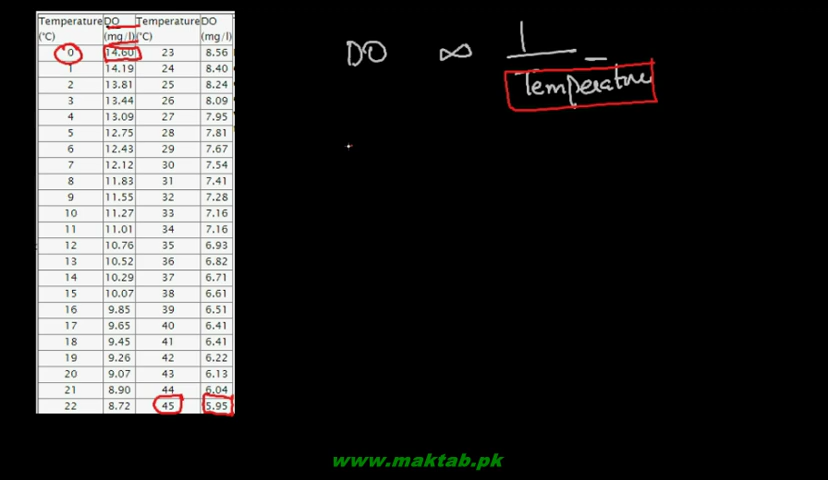 Temperature DO Temperature DO
(°C) (mg/l) (°C) (mg/l)
0 14.60 23 8.56
1 14.19 24 8.40
2 13.81 25 8.24
3 13.44 26 8.09
4 13.09 27 7.95
5 12.75 28 7.81
6 12.43 29 7.67
7 12.12 30 7.54
8 11.83 31 7.41
9 11.55 32 7.28
10 11.27 33 7.16
11 11.01 34 7.16
12 10.76 35 6.93
13 10.52 36 6.82
14 10.29 37 6.71
15 10.07 38 6.61
16 9.85 39 6.51
17 9.65 40 6.41
18 9.45 41 6.41
19 9.26 42 6.22
20 9.07 43 6.13
21 8.90 44 6.04
22 8.72 45 5.95
DO ∞ 1
Temperature
www.maktab.pk